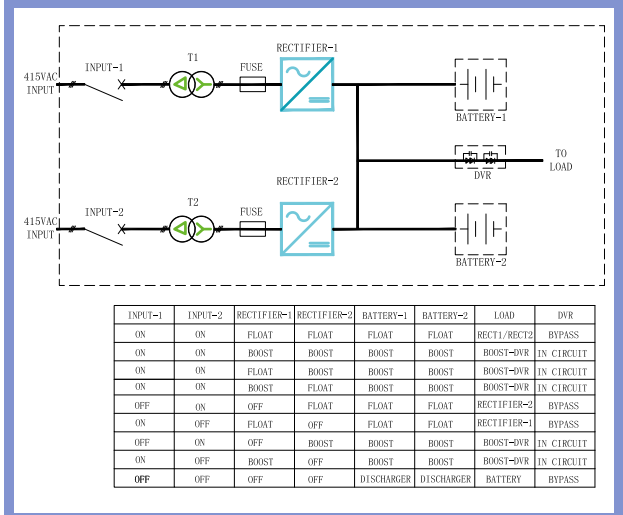 RECTIFIER-1
T1
INPUT-1 FUSE
415VAC
INPUT
BATTERY-1
TO
LOAD
DVR
RECTIFIER-2
T2
INPUT-2 FUSE
415VAC
INPUT
BATTERY-2
INPUT-1 INPUT-2 RECTIFIER-1 RECTIFIER-2 BATTERY-1 BATTERY-2 LOAD DVR
ON ON FLOAT FLOAT FLOAT FLOAT RECT1/RECT2 BYPASS
ON ON BOOST BOOST BOOST BOOST BOOST-DVR IN CIRCUIT
ON ON FLOAT BOOST BOOST BOOST BOOST-DVR IN CIRCUIT
ON ON BOOST FLOAT BOOST BOOST BOOST-DVR IN CIRCUIT
OFF ON OFF FLOAT FLOAT FLOAT RECTIFIER-2 BYPASS
ON OFF FLOAT OFF FLOAT FLOAT RECTIFIER-1 BYPASS
OFF ON OFF BOOST BOOST BOOST BOOST-DVR IN CIRCUIT
ON OFF BOOST OFF BOOST BOOST BOOST-DVR IN CIRCUIT
OFF OFF OFF OFF DISCHARGER DISCHARGER BATTERY BYPASS